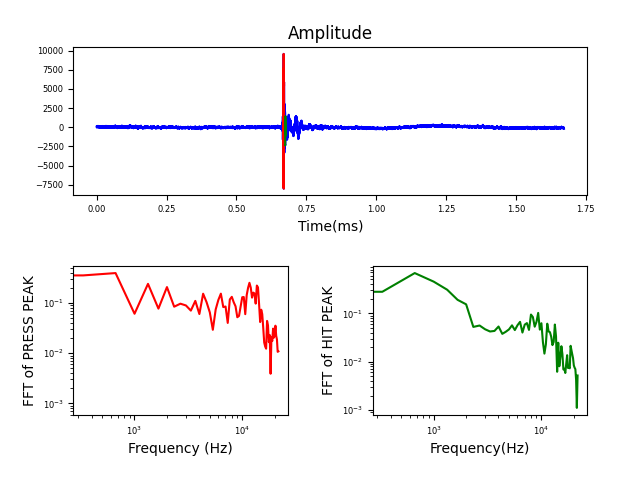 Amplitude
10000
7500
5000
2500
0
−2500
−5000
−7500
0.00 0.25 0.50 0.75 1.00 1.25 1.50 1.75
Time(ms)
FFT of PRESS PEAK
10⁻¹
10⁻²
10⁻³
10³ 10⁴
Frequency (Hz)
FFT of HIT PEAK
10⁻¹
10⁻²
10⁻³
10³ 10⁴
Frequency(Hz)